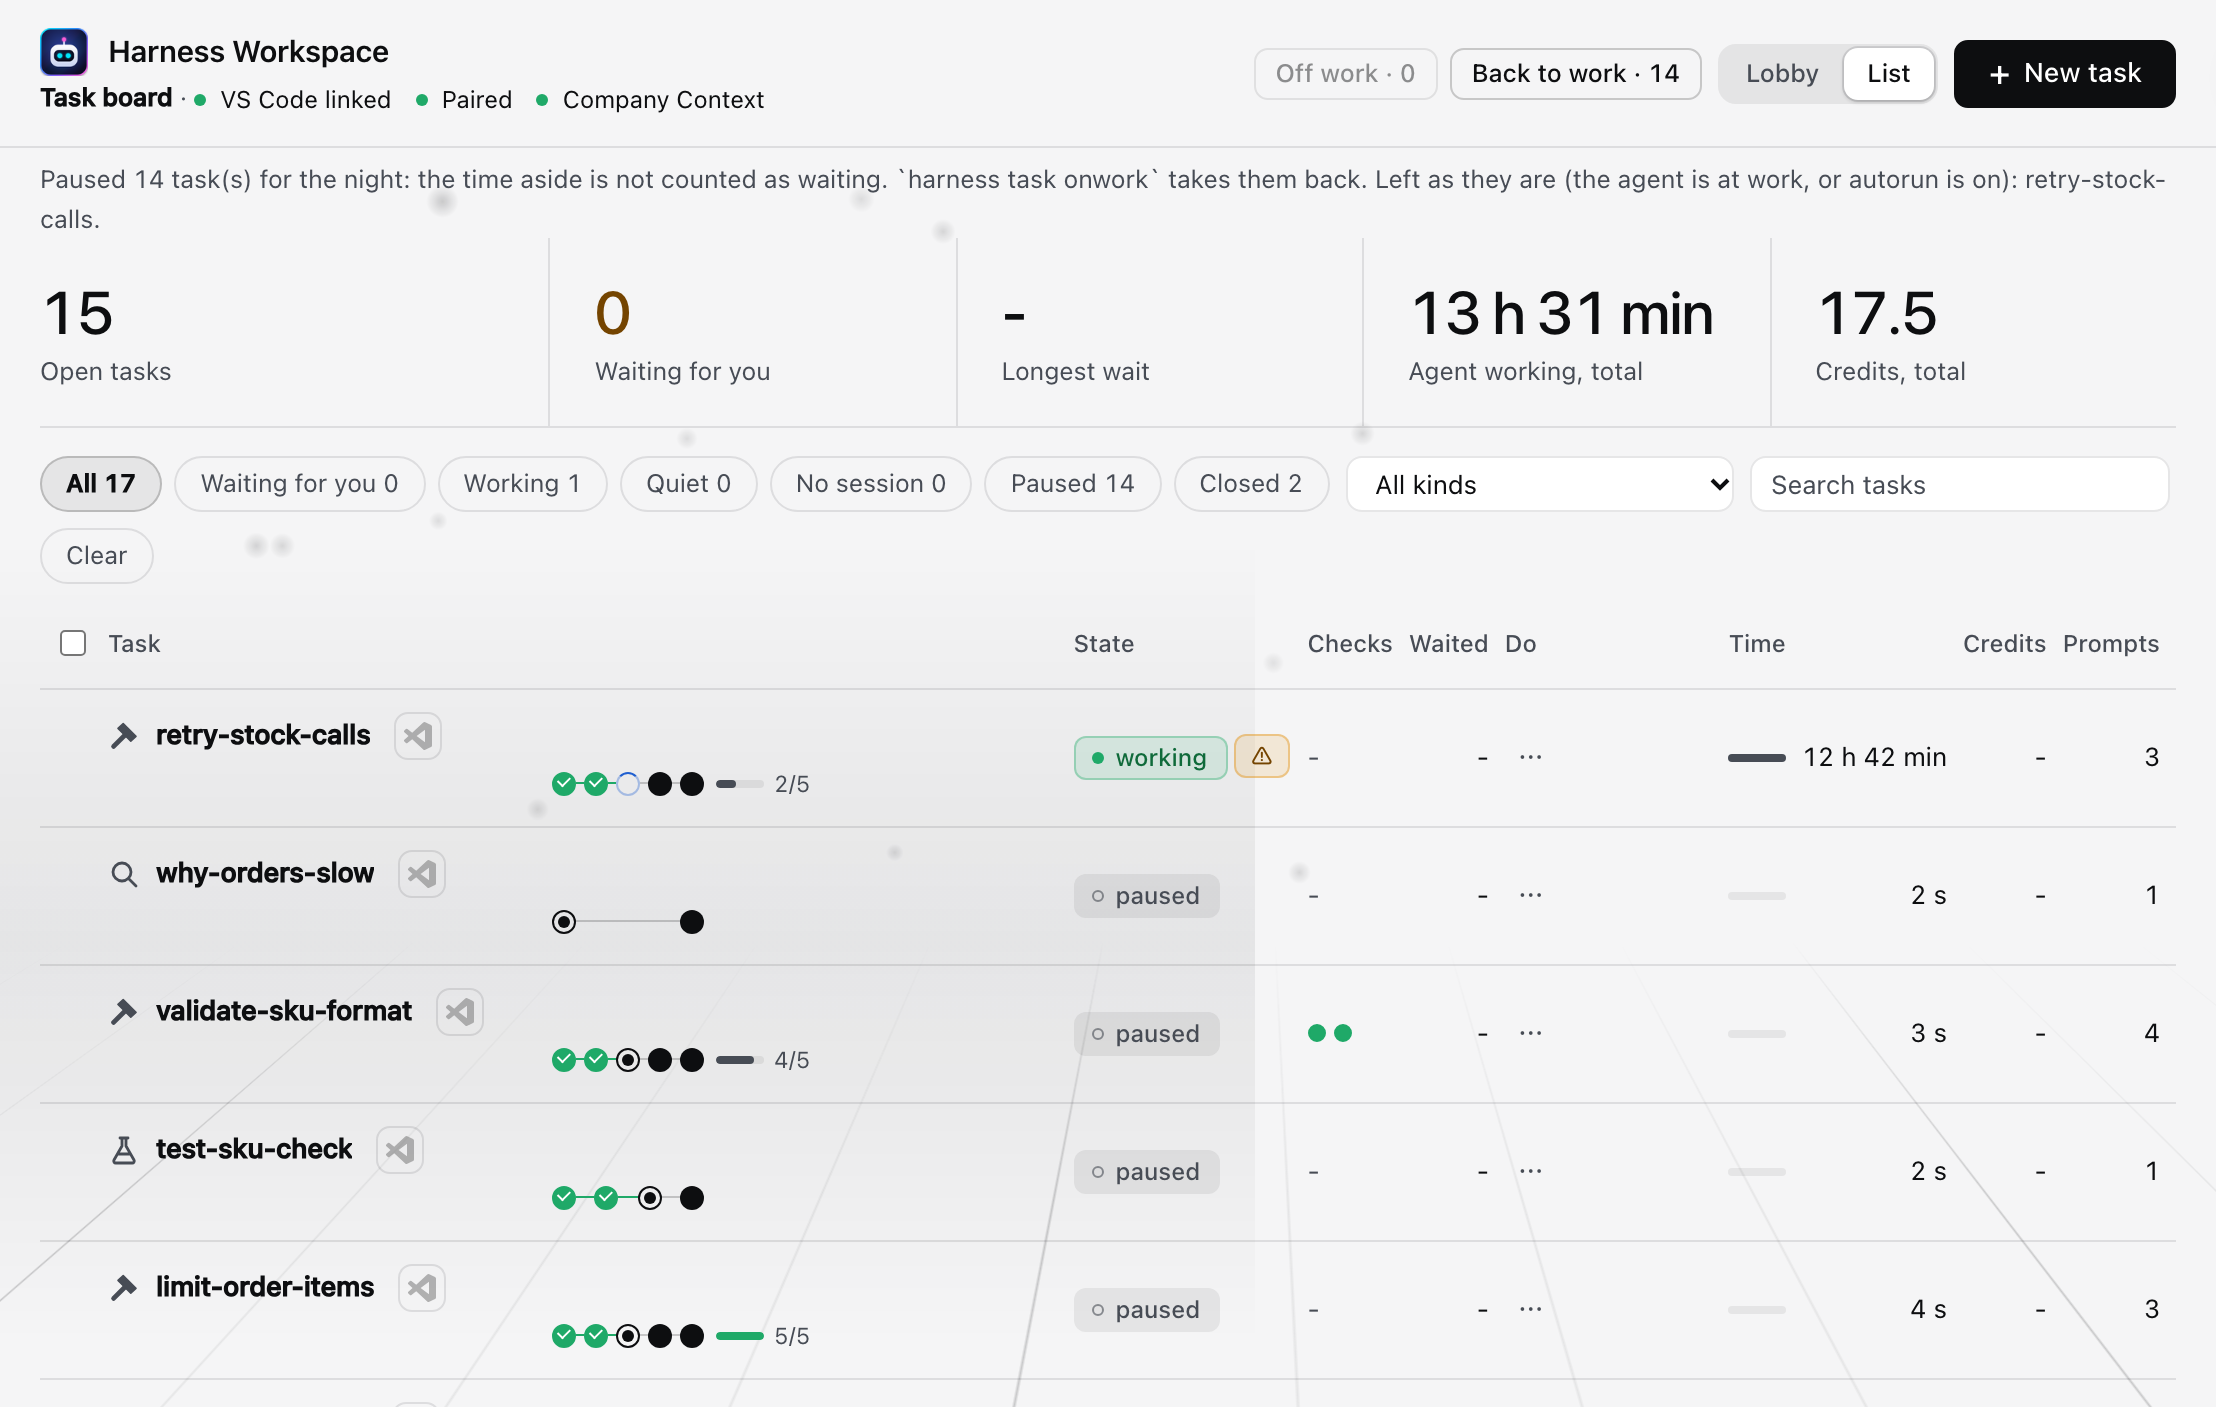 Harness Workspace
Task board · VS Code linked Paired Company Context
Off work · 0 Back to work · 14 Lobby List + New task
Paused 14 task(s) for the night: the time aside is not counted as waiting. `harness task onwork` takes them back. Left as they are (the agent is at work, or autorun is on): retry-stock-
calls.
15 0 - 13 h 31 min 17.5
Open tasks Waiting for you Longest wait Agent working, total Credits, total
All 17 Waiting for you 0 Working 1 Quiet 0 No session 0 Paused 14 Closed 2 All kinds Search tasks
Clear
Task State Checks Waited Do Time Credits Prompts
retry-stock-calls
2/5 working - - ··· 12 h 42 min - 3
why-orders-slow
paused - - ··· 2 s - 1
validate-sku-format
4/5 paused - ··· 3 s - 4
test-sku-check
paused - - ··· 2 s - 1
limit-order-items
5/5 paused - - ··· 4 s - 3